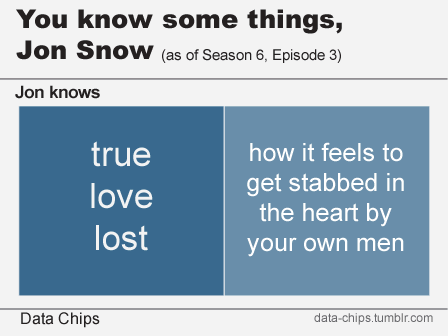 You know some things,
Jon Snow (as of Season 6, Episode 3)
Jon knows
true
love
lost
how it feels to
get stabbed in
the heart by
your own men
Data Chips
data-chips.tumblr.com